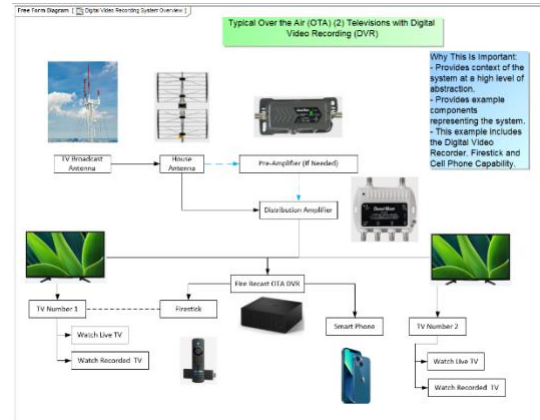 Free Form Diagram [ Digital Video Recording System Overview ]
Typical Over the Air (OTA) (2) Televisions with Digital
Video Recording (DVR)
Why This Is Important:
- Provides context of the
system at a high level of
abstraction.
- Provides example
components
representing the system.
- This example includes
the Digital Video
Recorder, Firestick and
Cell Phone Capability.
TV Broadcast
Antenna
House
Antenna
Pre-Amplifier (If Needed)
Distribution Amplifier
Fire Recast OTA DVR
TV Number 1
Firestick
Smart Phone
TV Number 2
Watch Live TV
Watch Recorded TV
Watch Live TV
Watch Recorded TV